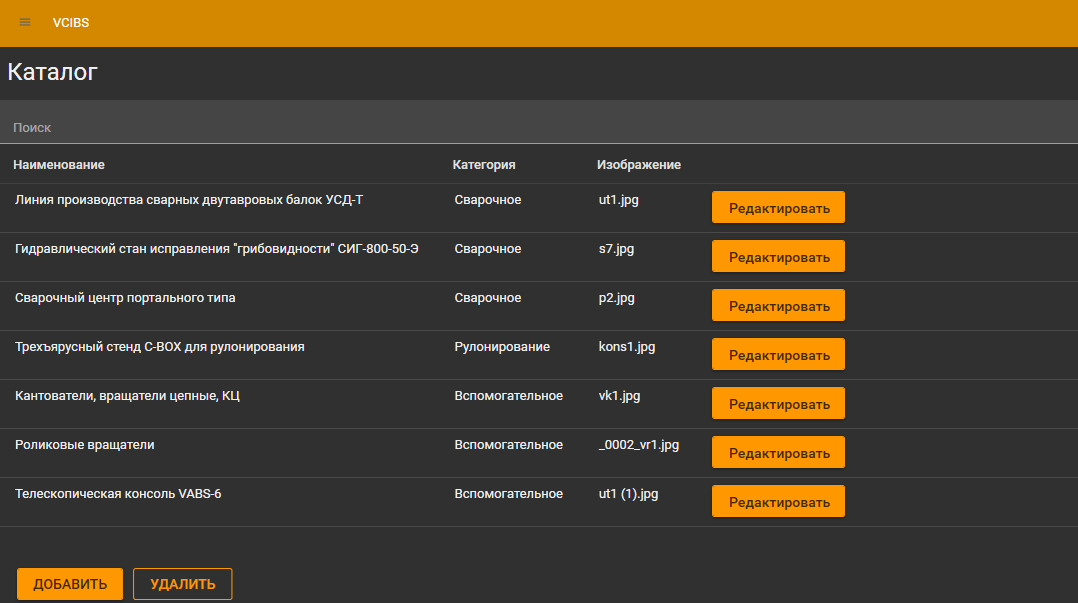 VCIBS
Каталог
Поиск
Наименование Категория Изображение
Линия производства сварных двутавровых балок УСД-Т Сварочное ut1.jpg Редактировать
Гидравлический стан исправления "грибовидности" СИГ-800-50-Э Сварочное s7.jpg Редактировать
Сварочный центр портального типа Сварочное p2.jpg Редактировать
Трехъярусный стенд C-BOX для рулонирования Рулонирование kons1.jpg Редактировать
Кантователи, вращатели цепные, КЦ Вспомогательное vk1.jpg Редактировать
Роликовые вращатели Вспомогательное _0002_vr1.jpg Редактировать
Телескопическая консоль VABS-6 Вспомогательное ut1 (1).jpg Редактировать
ДОБАВИТЬ УДАЛИТЬ